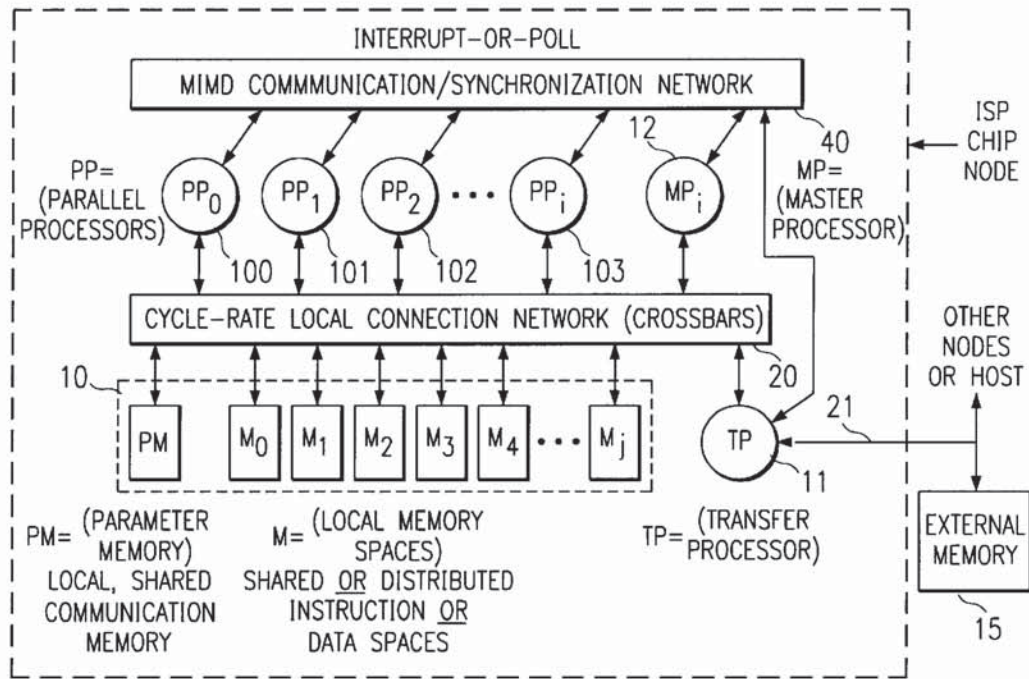 INTERRUPT-OR-POLL
MIMD COMMMUNICATION/SYNCHRONIZATION NETWORK
40
ISP
CHIP
NODE
PP=
(PARALLEL
PROCESSORS)
PP0
PP1
PP2
•••
PPi
12
MPi
MP=
(MASTER
PROCESSOR)
100
101
102
103
CYCLE-RATE LOCAL CONNECTION NETWORK (CROSSBARS)
20
OTHER
NODES
OR HOST
10
PM
M0
M1
M2
M3
M4
•••
Mj
TP
11
21
PM= (PARAMETER
MEMORY)
LOCAL, SHARED
COMMUNICATION
MEMORY
M= (LOCAL MEMORY
SPACES)
SHARED OR DISTRIBUTED
INSTRUCTION OR
DATA SPACES
TP= (TRANSFER
PROCESSOR)
EXTERNAL
MEMORY
15